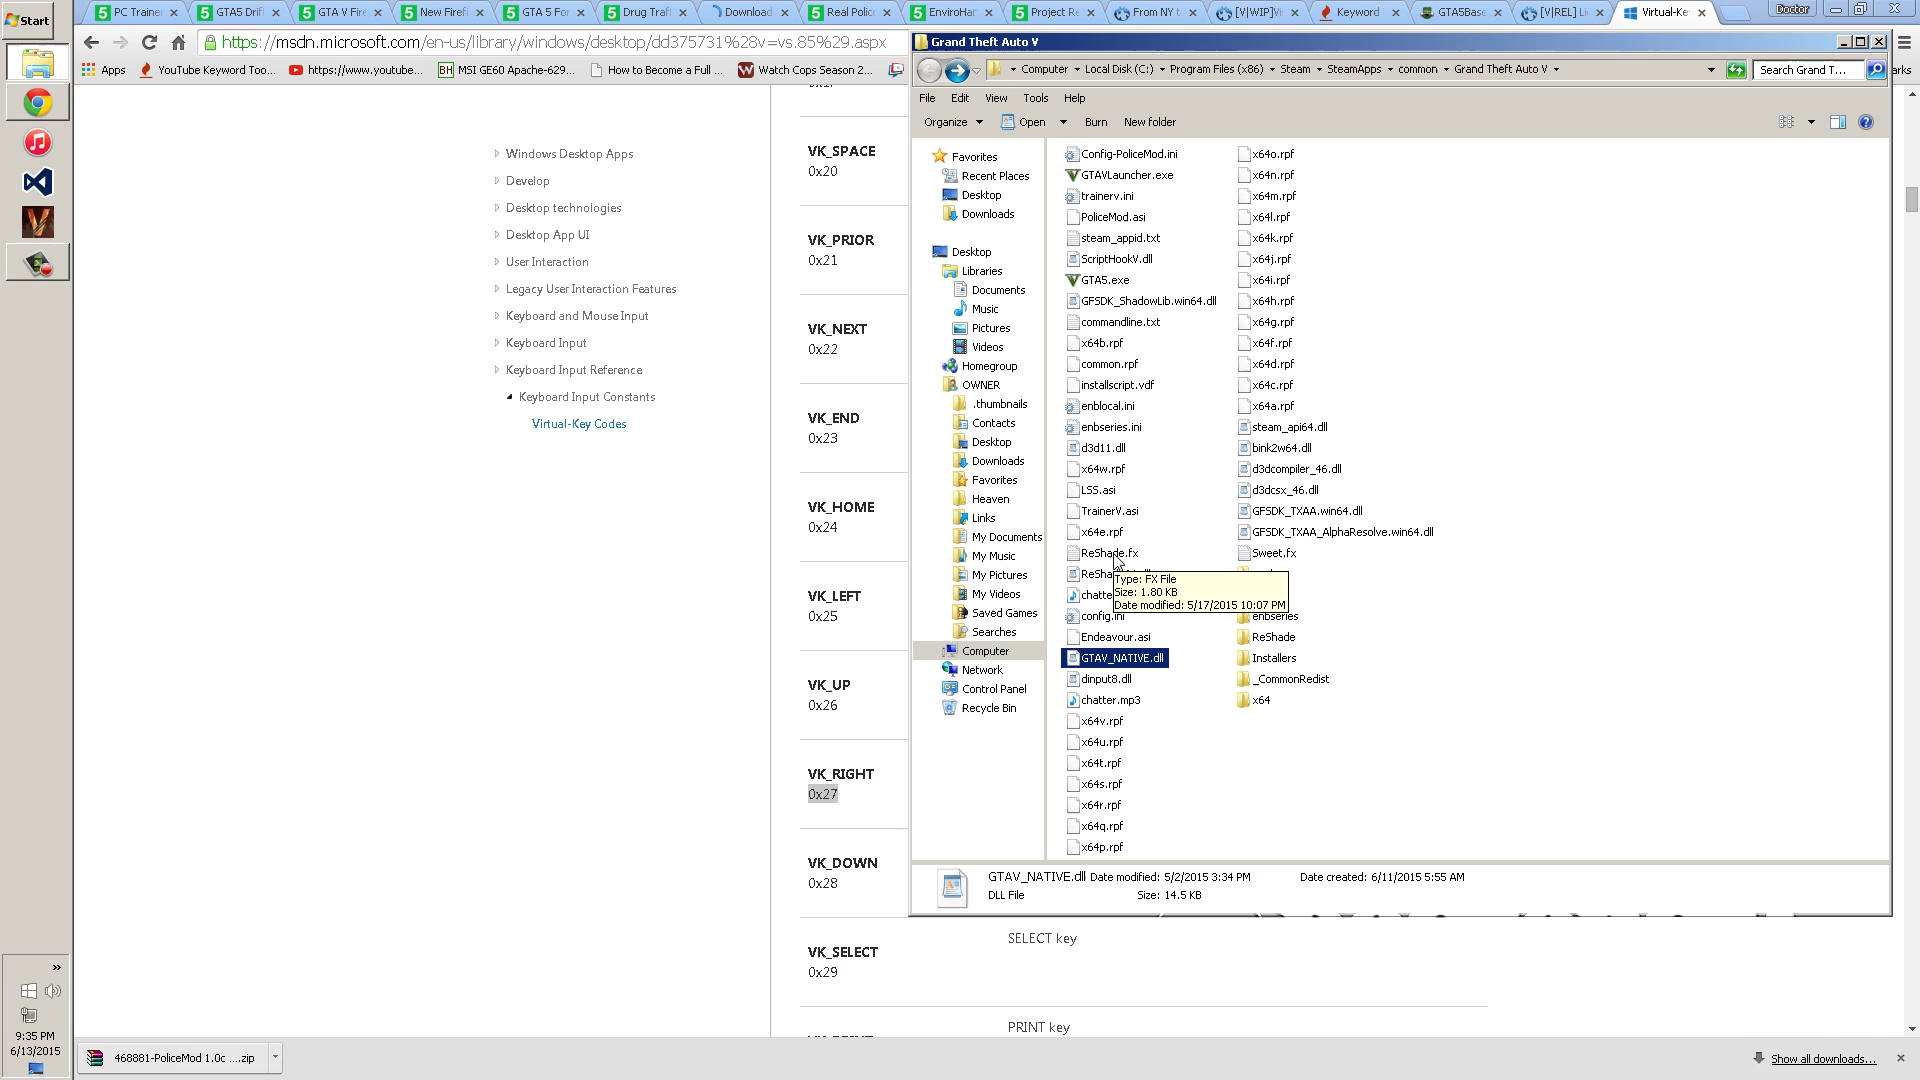 Start
PC Traine
GTA5 Drift
GTA V Fire
New Firefi
GTA 5 For
Drug Traf
Download
Real Polic
EnviroHar
Project Re
From NY t
[V|WIP]Vi
Keyword
GTA5Base
[V|REL] Li
Virtual-Ke
Doctor
https://msdn.microsoft.com/en-us/library/windows/desktop/dd375731%28v=vs.85%29.aspx
Apps
YouTube Keyword Too...
https://www.youtube...
BH MSI GE60 Apache-629...
How to Become a Full ...
Watch Cops Season 2...
arks
Windows Desktop Apps
Develop
Desktop technologies
Desktop App UI
User Interaction
Legacy User Interaction Features
Keyboard and Mouse Input
Keyboard Input
Keyboard Input Reference
Keyboard Input Constants
Virtual-Key Codes
VK_SPACE
0x20
VK_PRIOR
0x21
VK_NEXT
0x22
VK_END
0x23
VK_HOME
0x24
VK_LEFT
0x25
VK_UP
0x26
VK_RIGHT
0x27
VK_DOWN
0x28
VK_SELECT
0x29
SELECT key
PRINT key
Grand Theft Auto V
Computer
Local Disk (C:)
Program Files (x86)
Steam
SteamApps
common
Grand Theft Auto V
Search Grand T...
File
Edit
View
Tools
Help
Organize
Open
Burn
New folder
Favorites
Recent Places
Desktop
Downloads
Desktop
Libraries
Documents
Music
Pictures
Videos
Homegroup
OWNER
.thumbnails
Contacts
Desktop
Downloads
Favorites
Heaven
Links
My Documents
My Music
My Pictures
My Videos
Saved Games
Searches
Computer
Network
Control Panel
Recycle Bin
Config-PoliceMod.ini
GTAVLauncher.exe
trainerv.ini
PoliceMod.asi
steam_appid.txt
ScriptHookV.dll
GTA5.exe
GFSDK_ShadowLib.win64.dll
commandline.txt
x64b.rpf
common.rpf
installscript.vdf
enblocal.ini
enbseries.ini
d3d11.dll
x64w.rpf
LSS.asi
TrainerV.asi
x64e.rpf
ReShade.fx
ReSha
chatte
config.ini
Endeavour.asi
GTAV_NATIVE.dll
dinput8.dll
chatter.mp3
x64v.rpf
x64u.rpf
x64t.rpf
x64s.rpf
x64r.rpf
x64q.rpf
x64p.rpf
x64o.rpf
x64n.rpf
x64m.rpf
x64l.rpf
x64k.rpf
x64j.rpf
x64i.rpf
x64h.rpf
x64g.rpf
x64f.rpf
x64d.rpf
x64c.rpf
x64a.rpf
steam_api64.dll
bink2w64.dll
d3dcompiler_46.dll
d3dcsx_46.dll
GFSDK_TXAA.win64.dll
GFSDK_TXAA_AlphaResolve.win64.dll
Sweet.fx
enbseries
ReShade
Installers
_CommonRedist
x64
Type: FX File
Size: 1.80 KB
Date modified: 5/17/2015 10:07 PM
GTAV_NATIVE.dll Date modified: 5/2/2015 3:34 PM
Date created: 6/11/2015 5:55 AM
DLL File
Size: 14.5 KB
9:35 PM
6/13/2015
468881-PoliceMod 1.0c ....zip
Show all downloads...